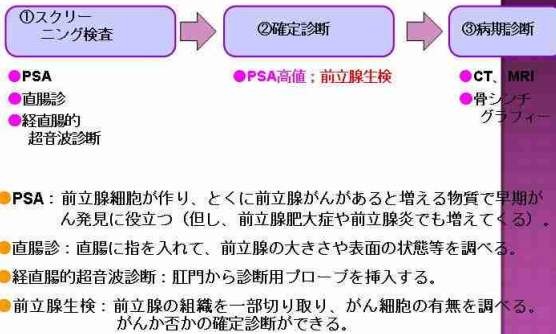 ①スクリー
ニング検査
②確定診断
③病期診断
●PSA
●直腸診
●経直腸的
超音波診断
●PSA高値；前立腺生検
●CT、MRI
●骨シンチ
グラフィー
●PSA：前立腺細胞が作り、とくに前立腺がんがあると増える物質で早期が
ん発見に役立つ（但し、前立腺肥大症や前立腺炎でも増えてくる）。
●直腸診：直腸に指を入れて、前立腺の大きさや表面の状態等を調べる。
●経直腸的超音波診断：肛門から診断用プローブを挿入する。
●前立腺生検：前立腺の組織を一部切り取り、がん細胞の有無を調べる。
がんか否かの確定診断ができる。